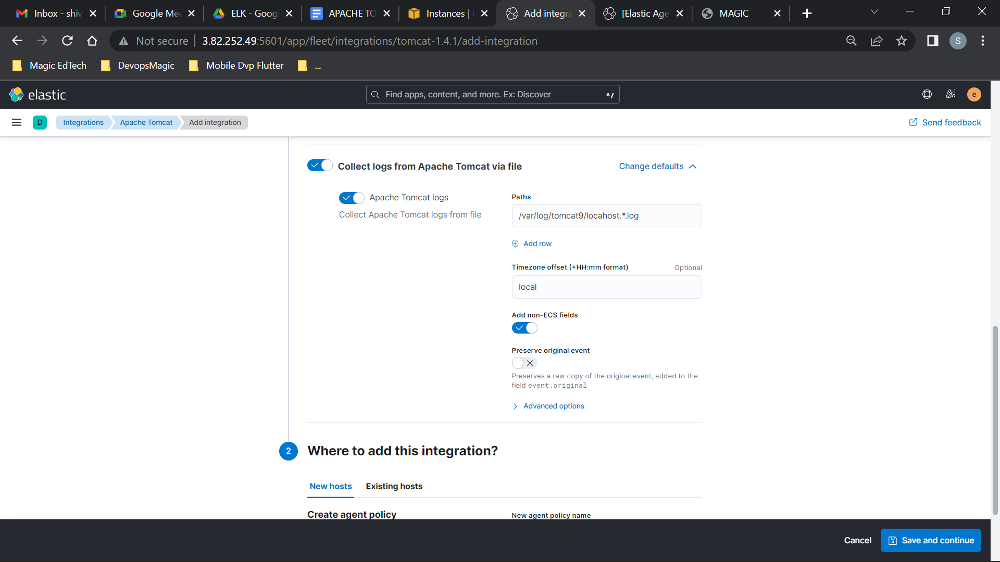 Inbox - shiv
Google Me
ELK - Goog
APACHE TO
Instances |
Add integra
[Elastic Age
MAGIC
Not secure
3.82.252.49:5601/app/fleet/integrations/tomcat-1.4.1/add-integration
S
Magic EdTech
DevopsMagic
Mobile Dvp Flutter
...
elastic
Find apps, content, and more. Ex: Discover
^/
e
D
Integrations
Apache Tomcat
Add integration
Send feedback
Collect logs from Apache Tomcat via file
Change defaults
Apache Tomcat logs
Collect Apache Tomcat logs from file
Paths
/var/log/tomcat9/locahost.*.log
Add row
Timezone offset (+HH:mm format)
Optional
local
Add non-ECS fields
Preserve original event
Preserves a raw copy of the original event, added to the
field event.original
Advanced options
2
Where to add this integration?
New hosts
Existing hosts
Create agent policy
New agent policy name
Cancel
Save and continue